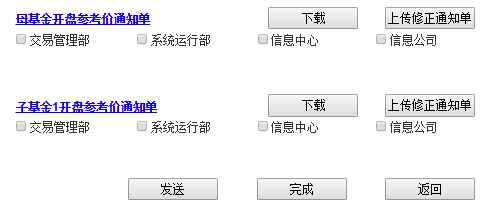 母基金开盘参考价通知单 下载 上传修正通知单
交易管理部 系统运行部 信息中心 信息公司
子基金1开盘参考价通知单 下载 上传修正通知单
交易管理部 系统运行部 信息中心 信息公司
发送 完成 返回